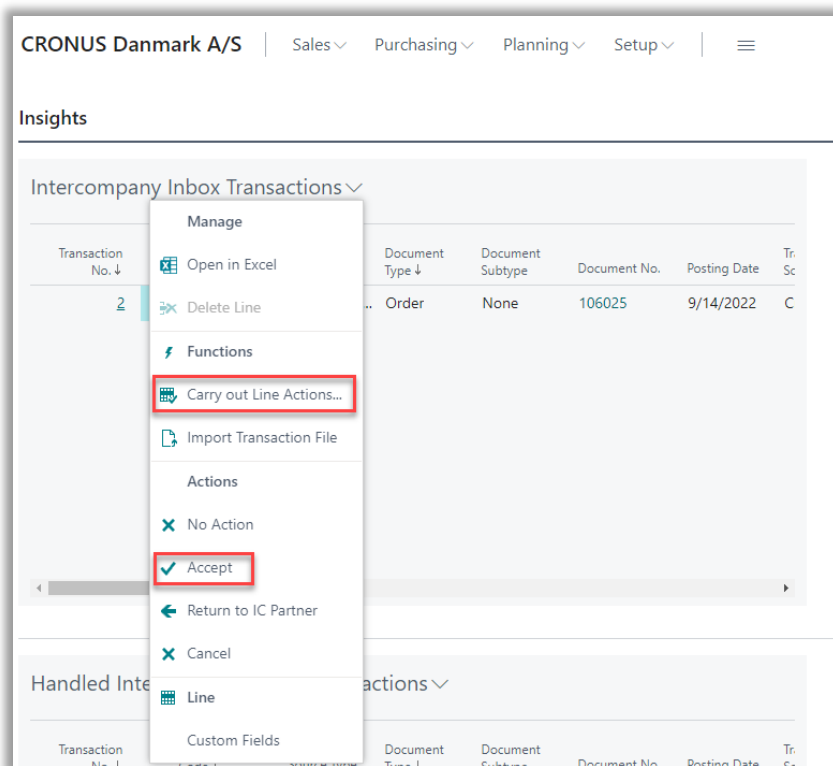 CRONUS Danmark A/S Sales Purchasing Planning Setup
Insights
Intercompany Inbox Transactions
Manage
Open in Excel
Delete Line
Functions
Carry out Line Actions...
Import Transaction File
Actions
No Action
Accept
Return to IC Partner
Cancel
Line
Custom Fields
Transaction
No. ↓
Document
Type ↓
Document
Subtype
Document No.
Posting Date
2
.. Order
None
106025
9/14/2022
C
Handled Inte
actions
Transaction
Document
Document
Document No.
Posting Date